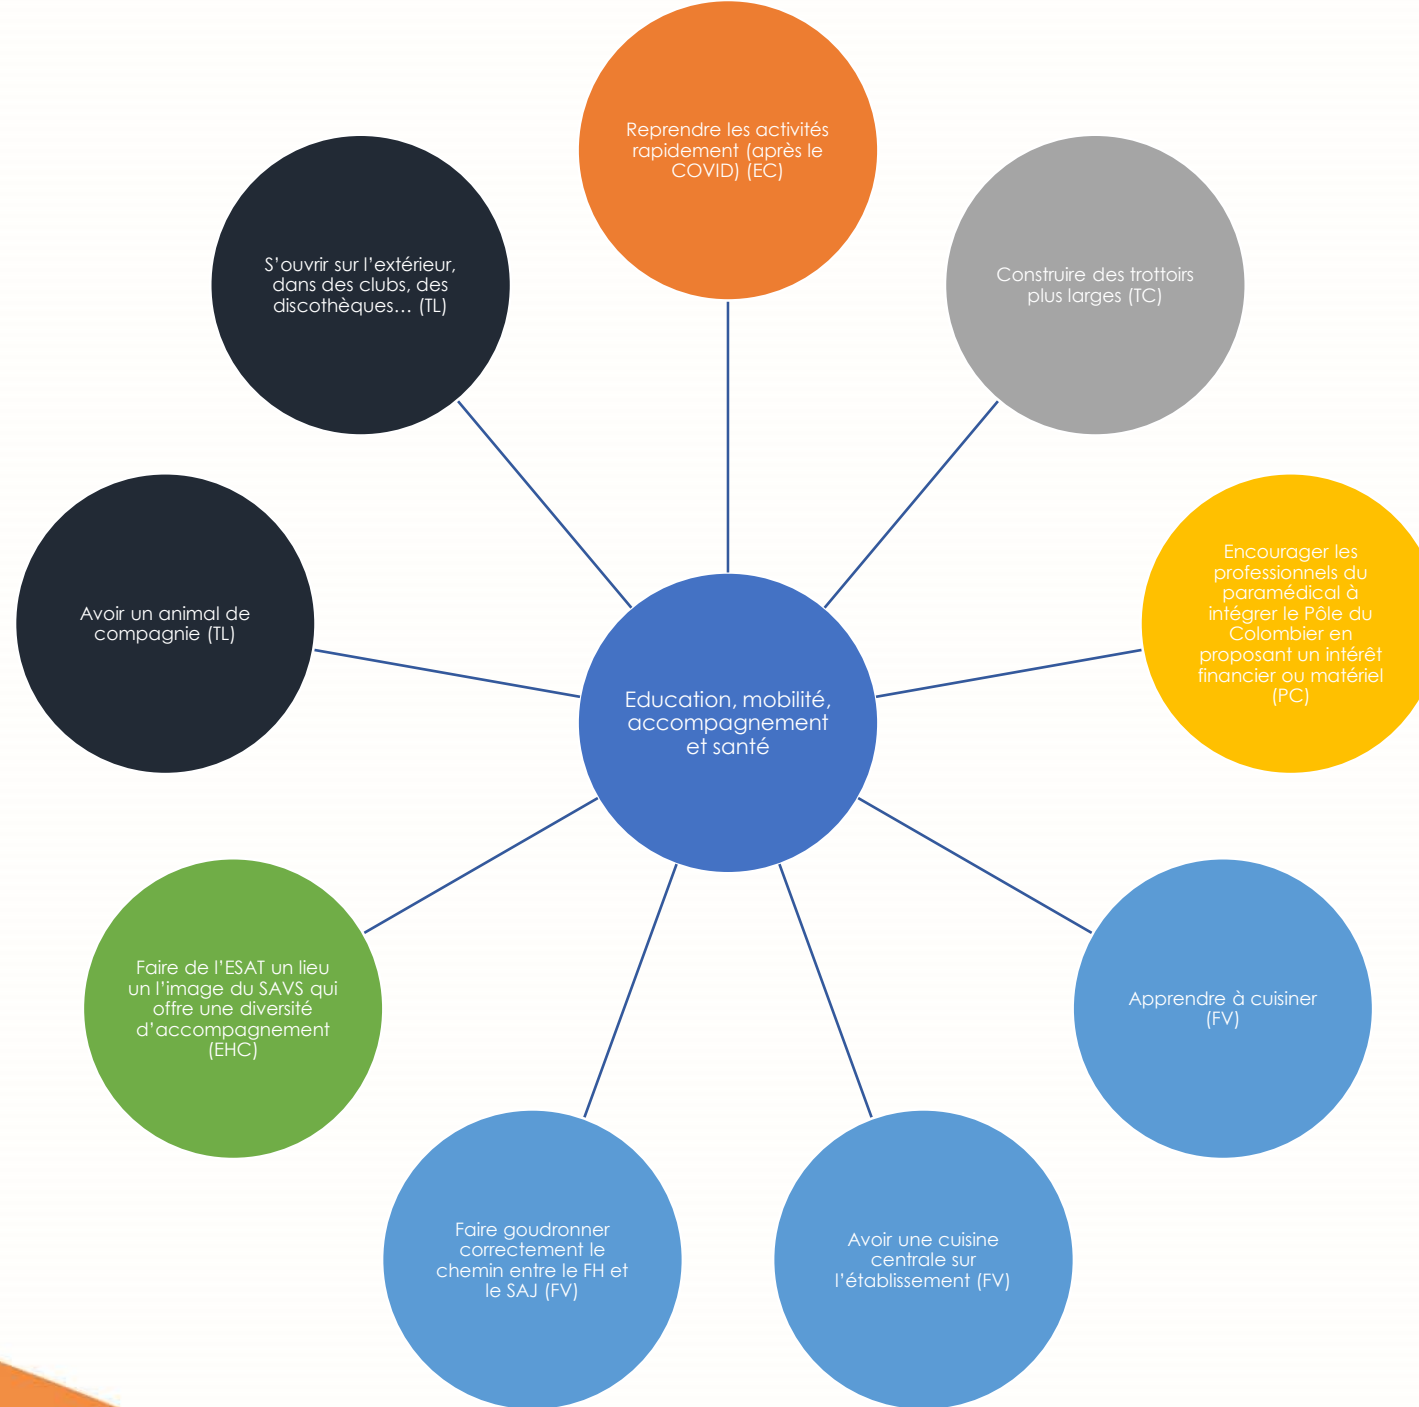 Reprendre les activités
rapidement (après le
COVID) (EC)
Construire des trottoirs
plus larges (TC)
Encourager les
professionnels du
paramédical à
intégrer le Pôle du
Colombier en
proposant un intérêt
financier ou matériel
(PC)
Apprendre à cuisiner
(FV)
Avoir une cuisine
centrale sur
l’établissement (FV)
Faire goudronner
correctement le
chemin entre le FH et
le SAJ (FV)
Faire de l’ESAT un lieu
un l’image du SAVS qui
offre une diversité
d’accompagnement
(EHC)
Avoir un animal de
compagnie (TL)
S’ouvrir sur l’extérieur,
dans des clubs, des
discothèques… (TL)
Education, mobilité,
accompagnement
et santé